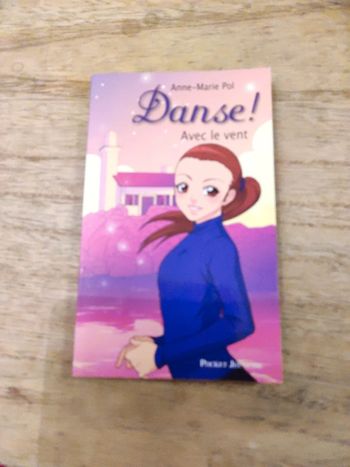 Anne-Marie Pol
Danse!
Avec le vent
Pocket Jeunesse